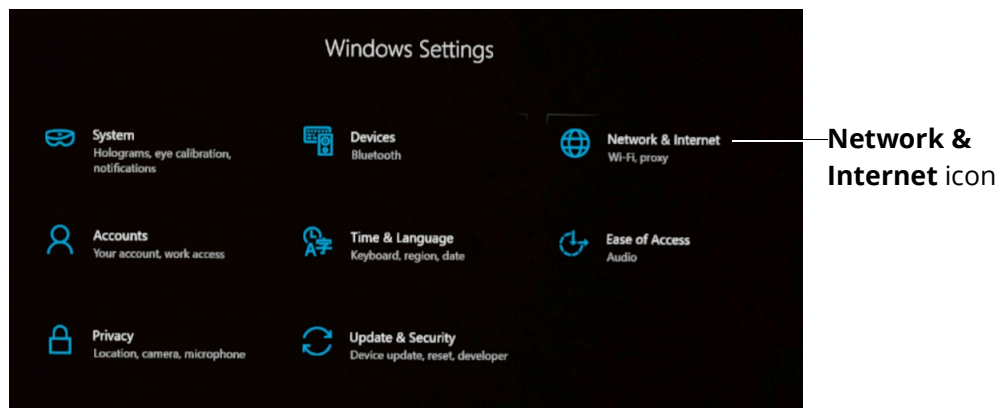 Windows Settings
System
Holograms, eye calibration,
notifications
Devices
Bluetooth
Network & Internet
Wi-Fi, proxy
Accounts
Your account, work access
Time & Language
Keyboard, region, date
Ease of Access
Audio
Privacy
Location, camera, microphone
Update & Security
Device update, reset, developer
Network &
Internet icon